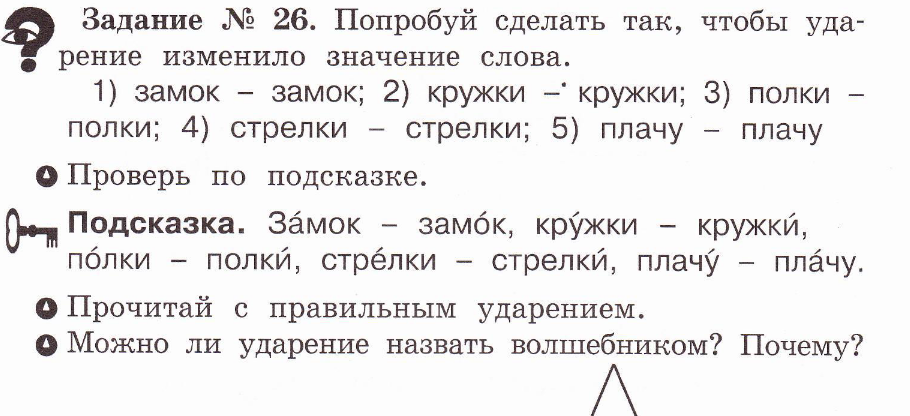 Задание № 26. Попробуй сделать так, чтобы уда-
рение изменило значение слова.
1) замок – замок; 2) кружки – кружки; 3) полки –
полки; 4) стрелки – стрелки; 5) плачу – плачу
Проверь по подсказке.
Подсказка. За́мок – замо́к, кру́жки – кружки́,
по́лки – полки́, стре́лки – стрелки́, плачу́ – пла́чу.
Прочитай с правильным ударением.
Можно ли ударение назвать волшебником? Почему?